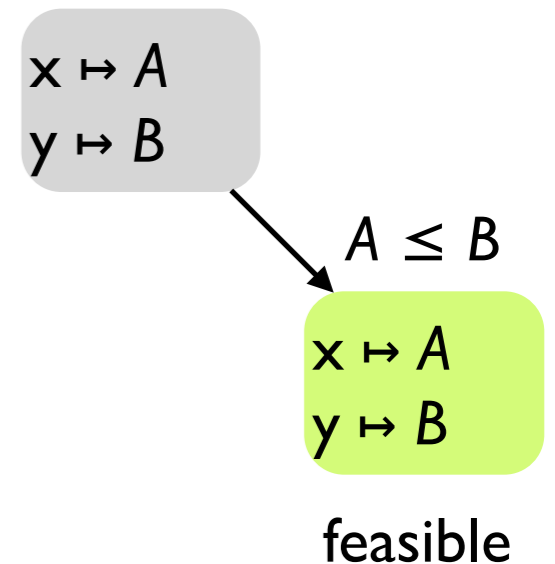 x ↦ A
y ↦ B
A ≤ B
x ↦ A
y ↦ B
feasible